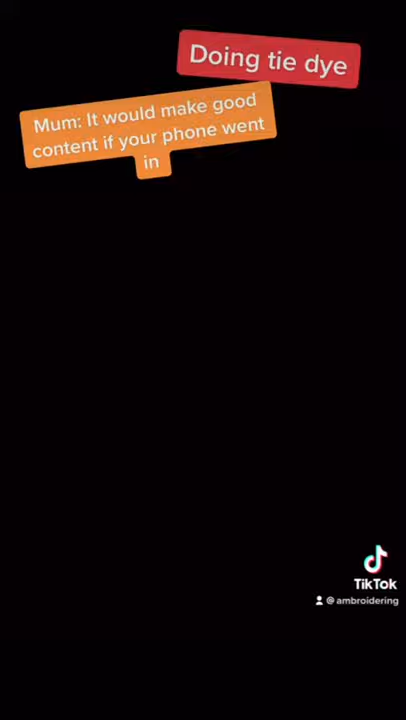 Doing tie dye
Mum: It would make good
content if your phone went
in
TikTok
@ ambroidering